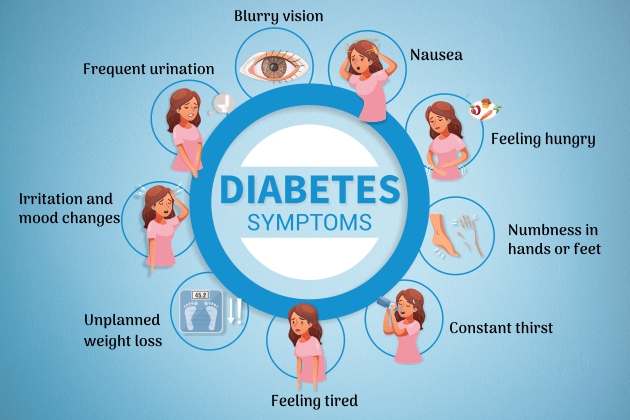 Blurry vision
Nausea
Frequent urination
Feeling hungry
DIABETES
SYMPTOMS
Irritation and
mood changes
Numbness in
hands or feet
45.2
Unplanned
weight loss
Constant thirst
Feeling tired